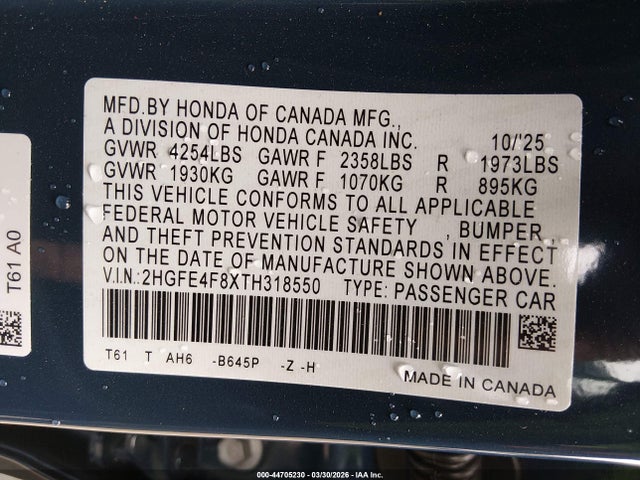 MFD.BY HONDA OF CANADA MFG.,
A DIVISION OF HONDA CANADA INC. 10/'25
GVWR 4254LBS GAWR F 2358LBS R 1973LBS
GVWR 1930KG GAWR F 1070KG R 895KG
THIS VEHICLE CONFORMS TO ALL APPLICABLE
FEDERAL MOTOR VEHICLE SAFETY , BUMPER ,
AND THEFT PREVENTION STANDARDS IN EFFECT
ON THE DATE OF MANUFACTURE SHOWN ABOVE.
V.I.N.:2HGFE4F8XTH318550 TYPE: PASSENGER CAR
T61 T AH6 -B645P -Z -H
MADE IN CANADA
T61 A0
000-44705230 - 03/30/2026 - IAA Inc.